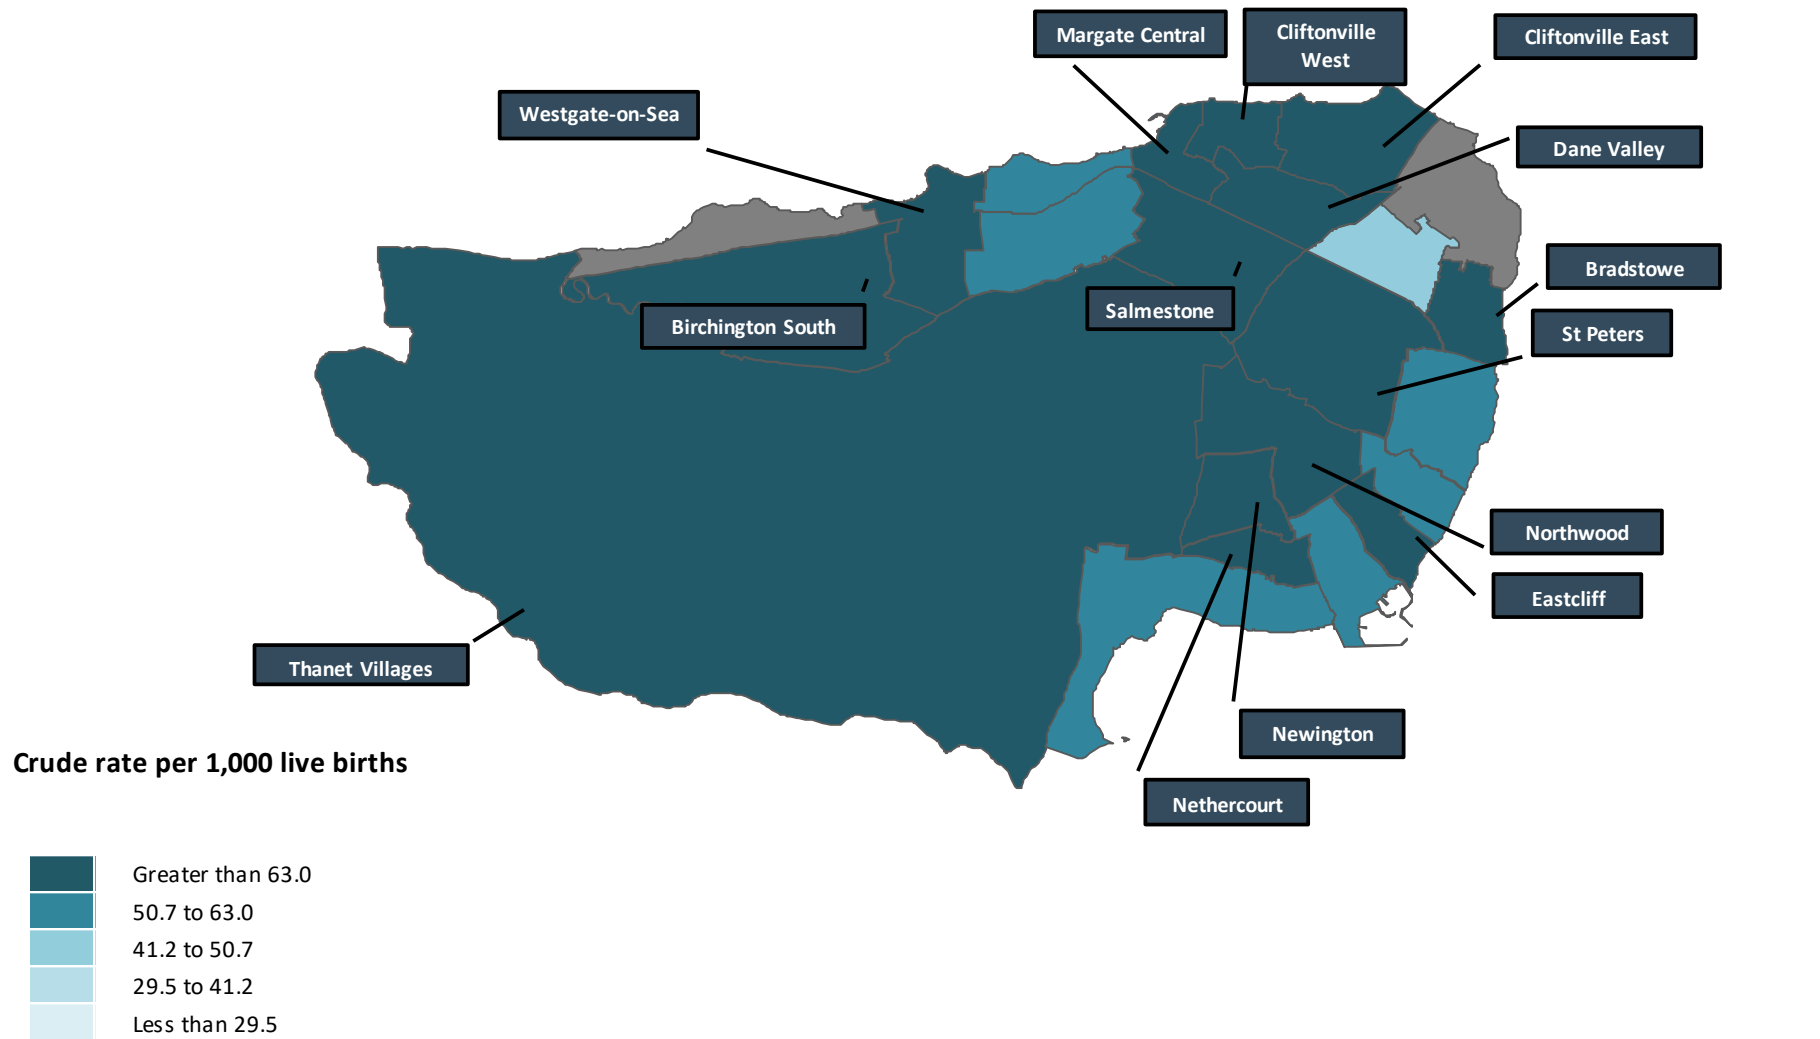 Margate Central
Cliftonville
West
Cliftonville East
Westgate-on-Sea
Dane Valley
Bradstowe
Salmestone
Birchington South
St Peters
Northwood
Eastcliff
Thanet Villages
Newington
Nethercourt
Crude rate per 1,000 live births
Greater than 63.0
50.7 to 63.0
41.2 to 50.7
29.5 to 41.2
Less than 29.5